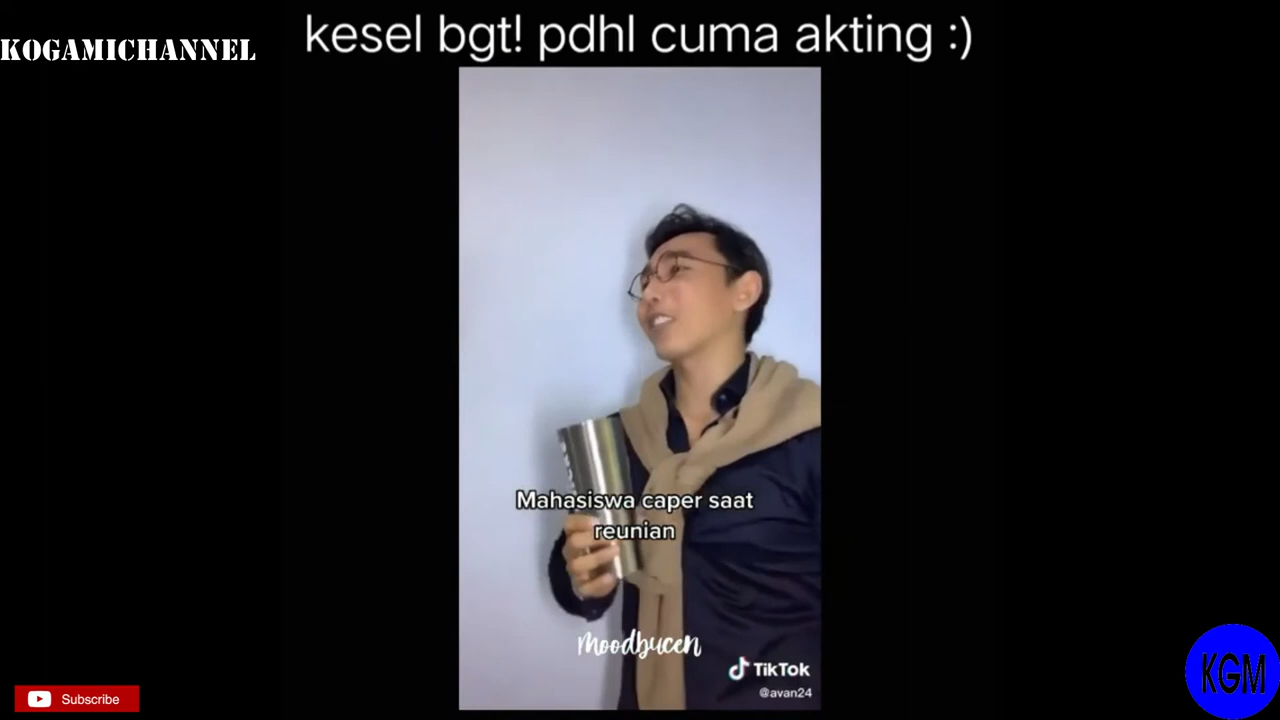 kesel bgt! pdhl cuma akting :)
KOGAMICHANNEL
Mahasiswa caper saat
reunian
moodbucen
TikTok
@avan24
Subscribe
KGM